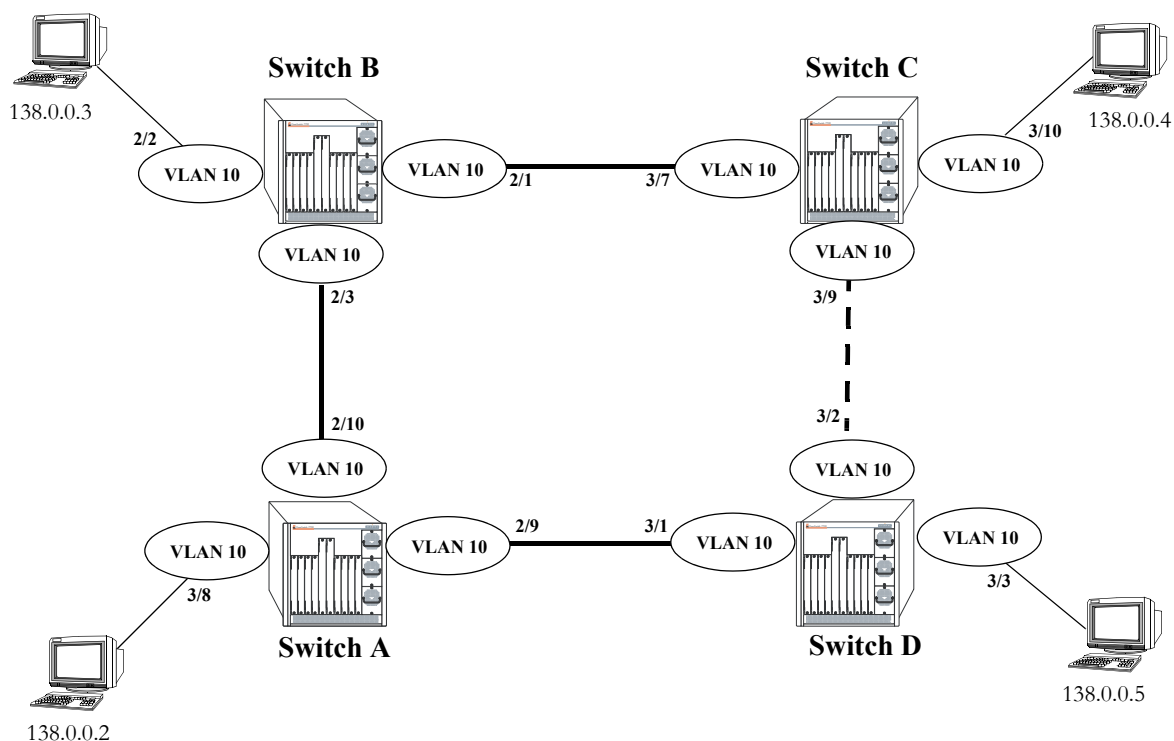 Switch B
Switch C
138.0.0.3
138.0.0.4
2/2
3/10
VLAN 10
VLAN 10
2/1
3/7
VLAN 10
VLAN 10
VLAN 10
VLAN 10
2/3
3/9
2/10
3/2
VLAN 10
VLAN 10
2/9
3/1
VLAN 10
VLAN 10
VLAN 10
VLAN 10
3/8
3/3
Switch A
Switch D
138.0.0.2
138.0.0.5